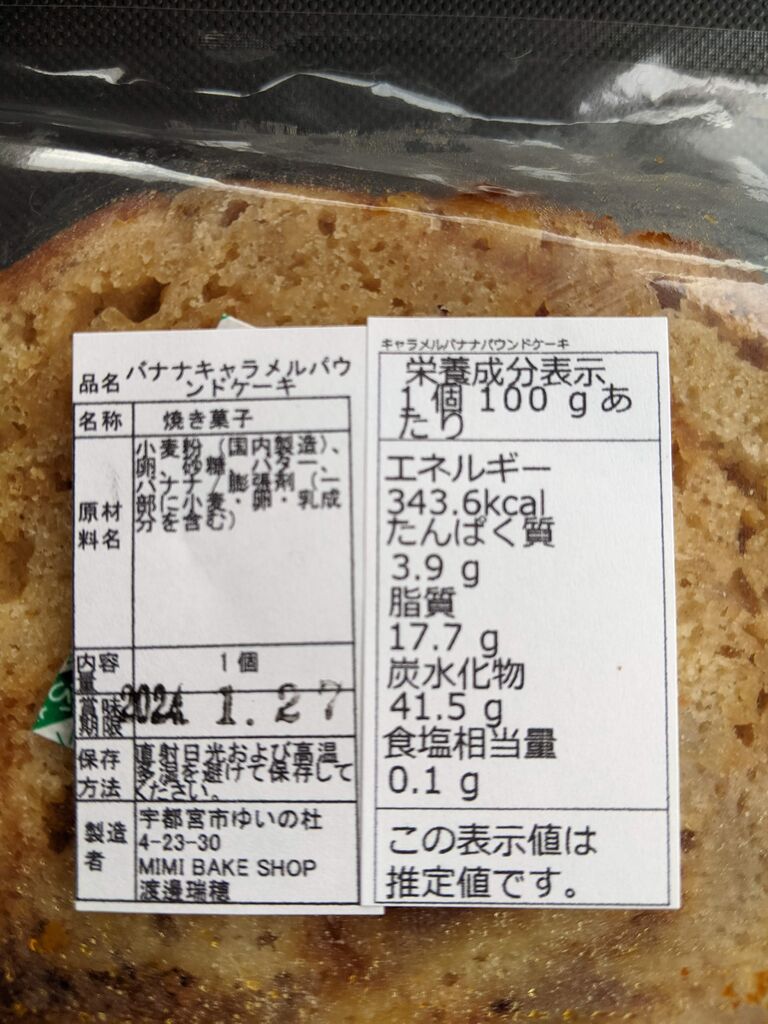 品名 バナナキャラメルパウ
ンドケーキ
名称 焼き菓子
原材
料名
小麦粉（国内製造）、
卵、砂糖、バター、
バナナ/膨張剤（一
部に小麦・卵・乳成
分を含む）
内容
量
1個
賞味
期限
2024 1.27
保存
方法
直射日光および高温
多湿を避けて保存して
ください。
製造
者
宇都宮市ゆいの杜
4-23-30
MIMI BAKE SHOP
渡邊瑞穂
キャラメルバナナパウンドケーキ
栄養成分表示
1個100gあ
たり
エネルギー
343.6kcal
たんぱく質
3.9 g
脂質
17.7 g
炭水化物
41.5 g
食塩相当量
0.1 g
この表示値は
推定値です。